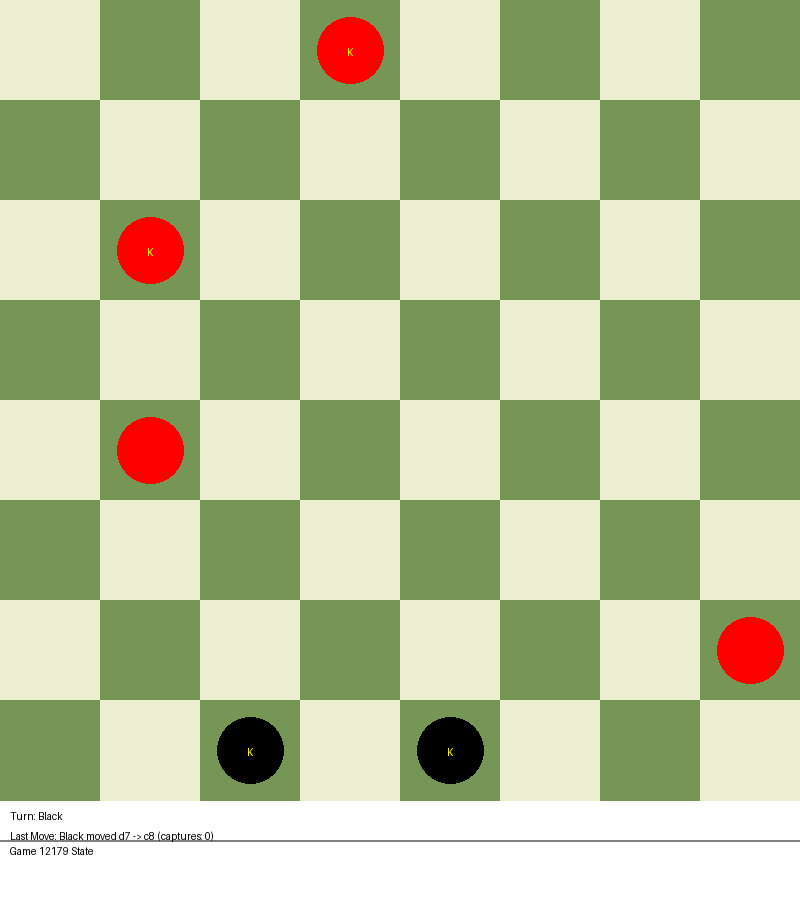 K
K
K K
Turn: Black
Last Move: Black moved d7 -> c8 (captures: 0)
Game 12179 State